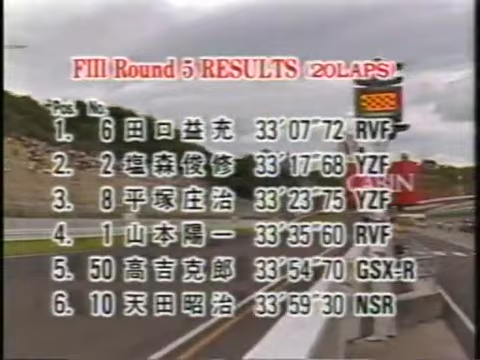 FIII Round 5 RESULTS (20LAPS)
Pos. No.
1. 6 田口益充 33'07"72 RVF
2. 2 塩森俊修 33'17"68 YZF
3. 8 平塚庄治 33'23"75 YZF
4. 1 山本陽一 33'35"60 RVF
5. 50 高吉克郎 33'54"70 GSX-R
6. 10 天田昭治 33'59"30 NSR
CABIN